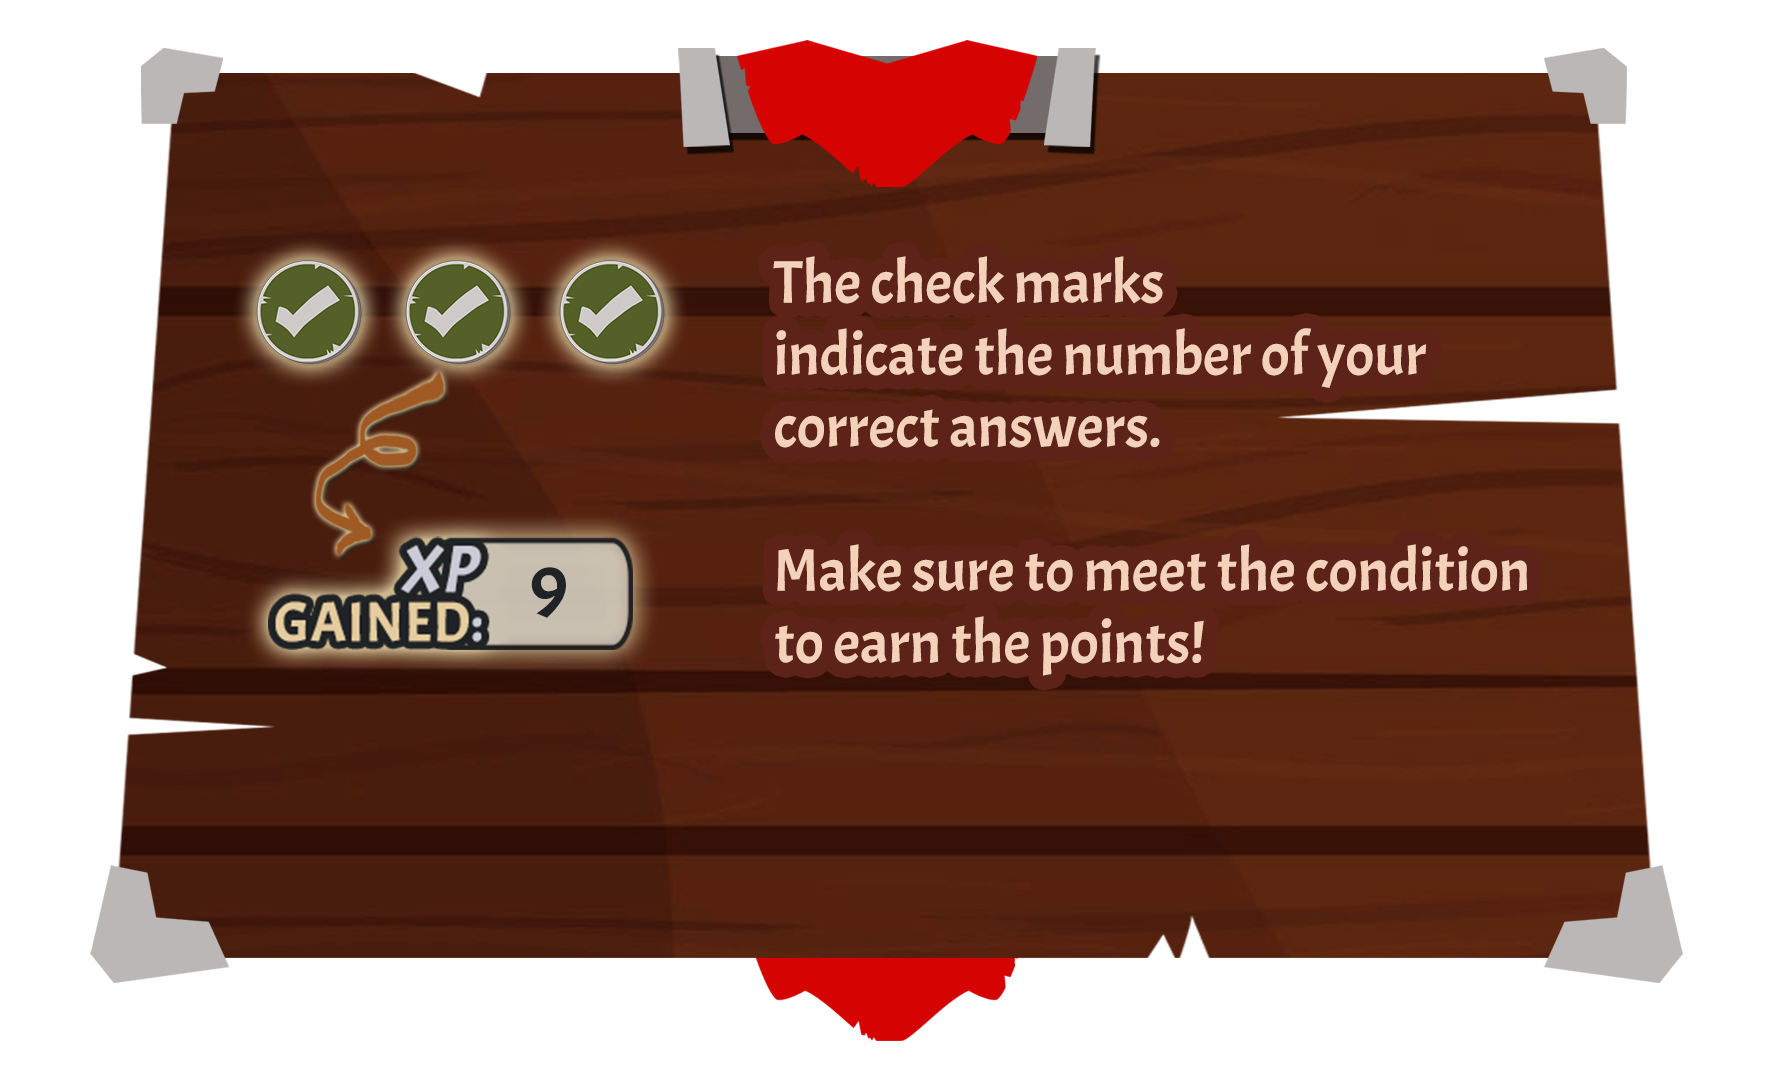 The check marks
indicate the number of your
correct answers.
XP
GAINED:
9
Make sure to meet the condition
to earn the points!